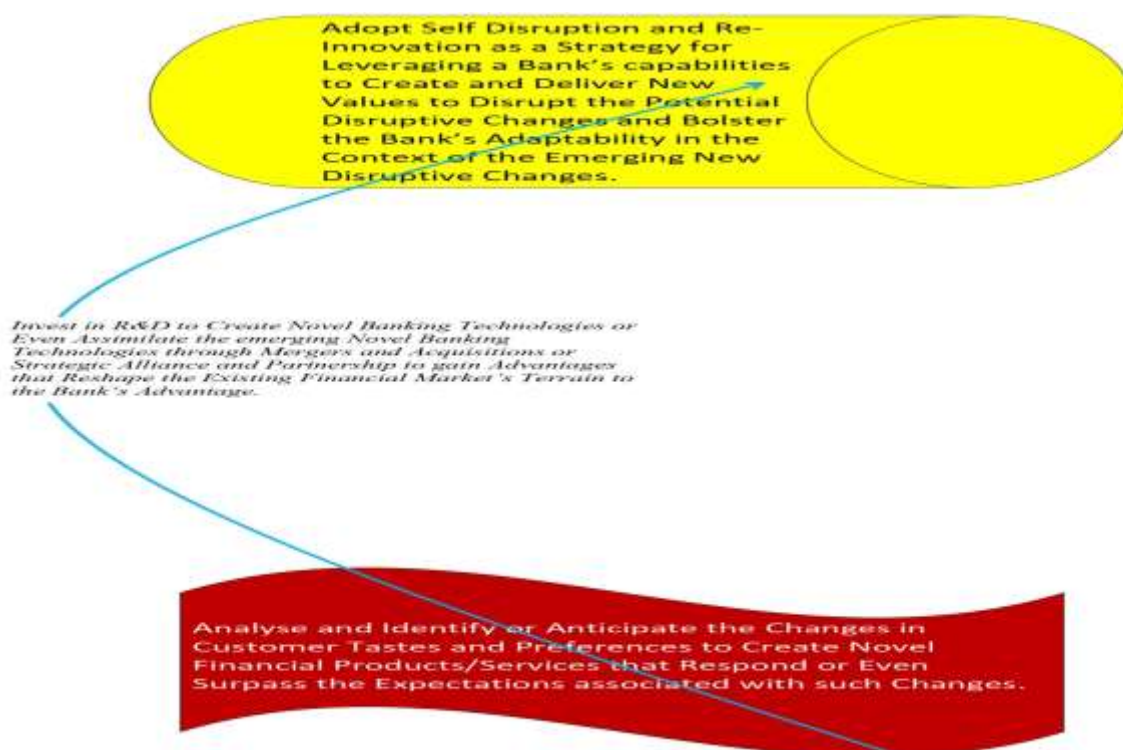 Adopt Self Disruption and Re-
Innovation as a Strategy for
Leveraging a Bank's capabilities
to Create and Deliver New
Values to Disrupt the Potential
Disruptive Changes and Bolster
the Bank's Adaptability in the
Context of the Emerging New
Disruptive Changes.
Invest in R&D to Create Novel Banking Technologies or
Even Assimilate the emerging Novel Banking
Technologies through Mergers and Acquisitions or
Strategic Alliance and Partnership to gain Advantages
that Reshape the Existing Financial Market's Terrain to
the Bank's Advantage.
Analyse and Identify or Anticipate the Changes in
Customer Tastes and Preferences to Create Novel
Financial Products/Services that Respond or Even
Surpass the Expectations associated with such Changes.